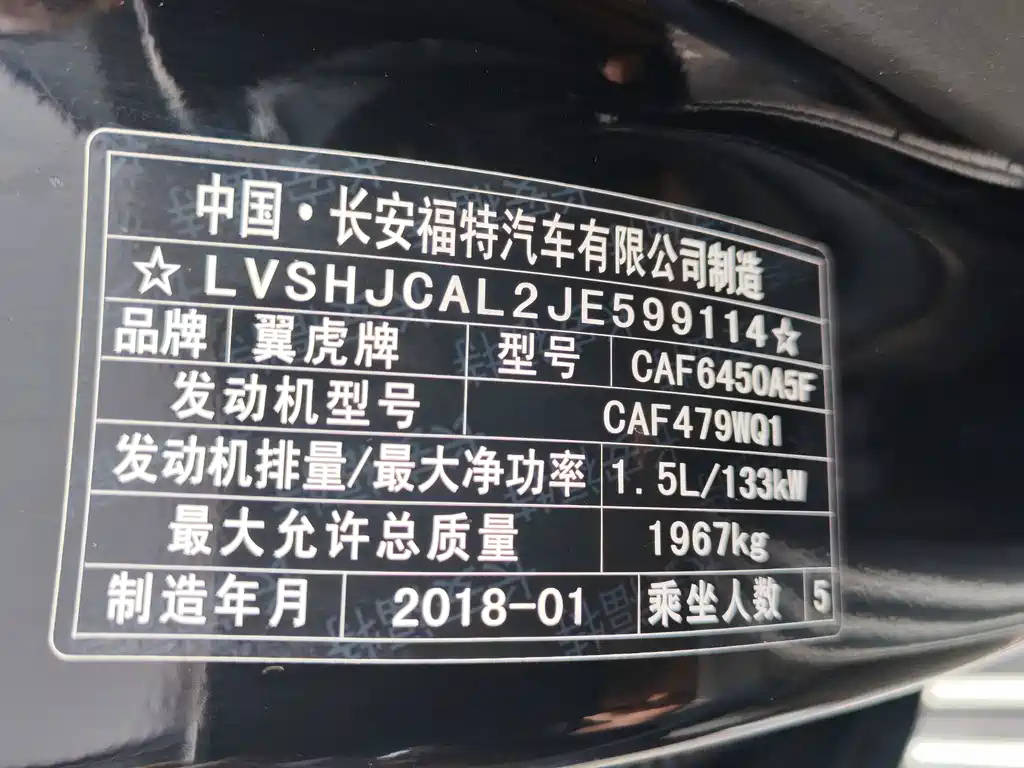 中国·长安福特汽车有限公司制造
☆LVSHJCAL2JE599114☆
品牌 翼虎牌 型号 CAF6450A5F
发动机型号 CAF479WQ1
发动机排量/最大净功率 1.5L/133kW
最大允许总质量 1967kg
制造年月 2018-01 乘坐人数 5